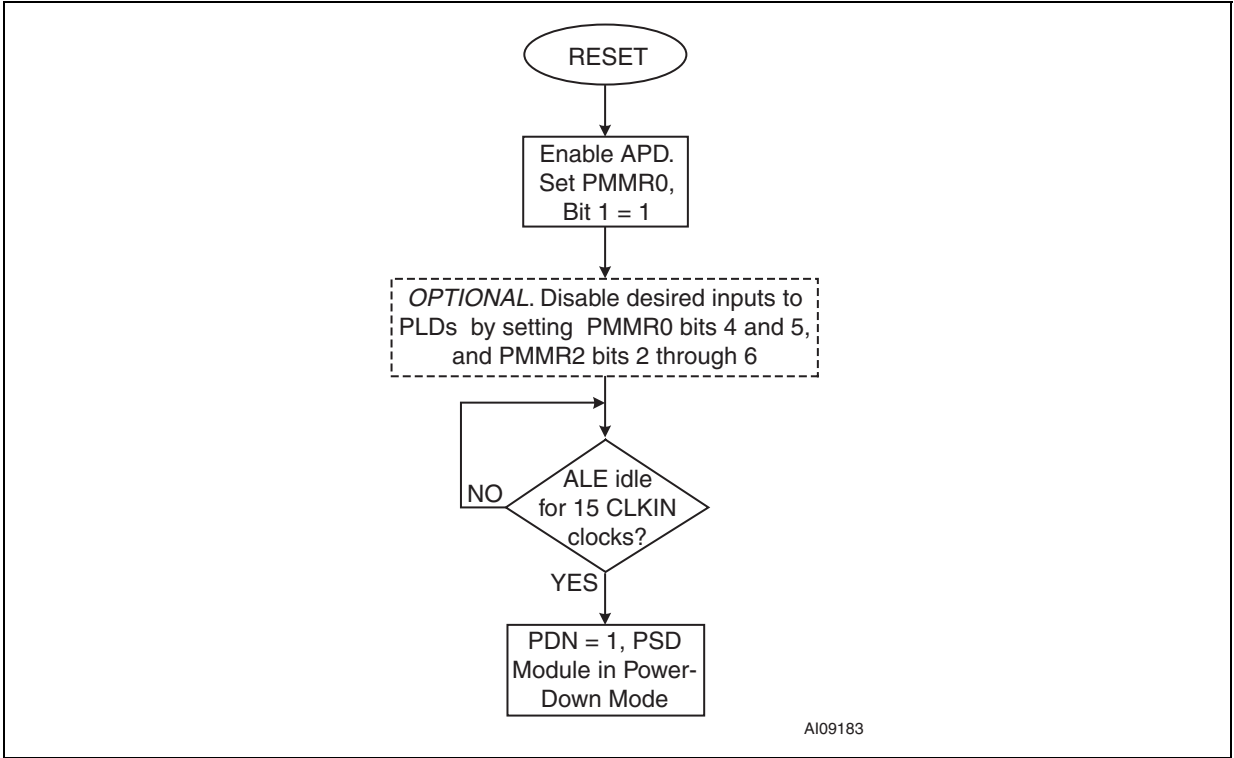 RESET
Enable APD.
Set PMMR0,
Bit 1 = 1
OPTIONAL. Disable desired inputs to
PLDs by setting PMMR0 bits 4 and 5,
and PMMR2 bits 2 through 6
ALE idle
NO
for 15 CLKIN
clocks?
YES
PDN = 1, PSD
Module in Power-
Down Mode
AI09183